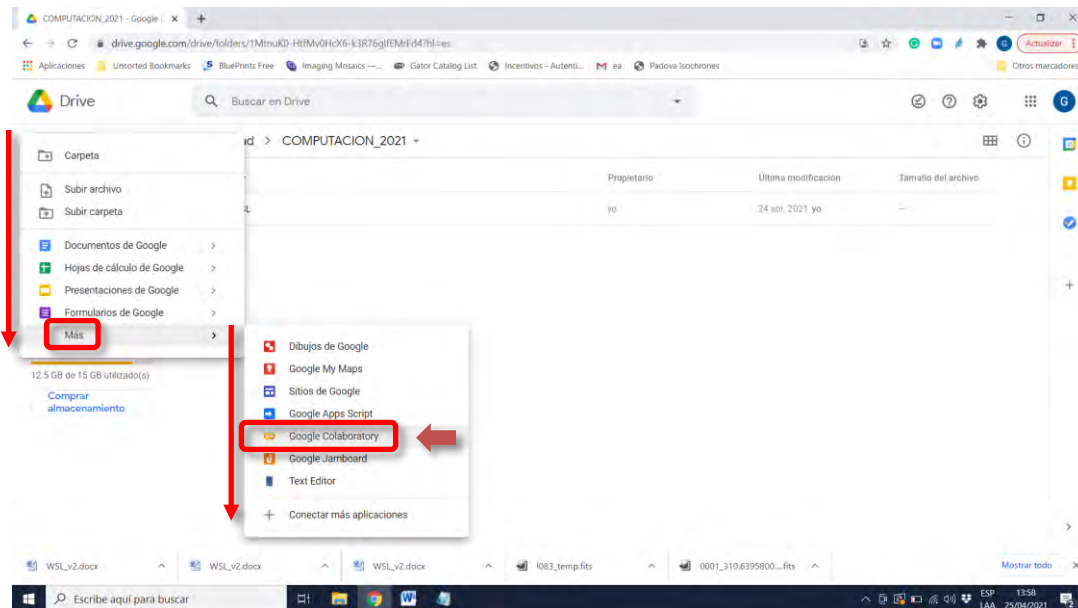 COMPUTACION_2021 - Google
drive.google.com/drive/folders/1MtnuK0-HtfMv0HcX6-k3R76glfEMrFd4?hl=es
Actualizar
Aplicaciones Unsorted Bookmarks BluePrints Free Imaging Mosaics —... Gator Catalog List Incentivos - Autenti... ea Padova Isochrones Otros marcadores
Drive
Buscar en Drive
G
> COMPUTACION_2021
Carpeta
Subir archivo
Subir carpeta
Documentos de Google
Hojas de cálculo de Google
Presentaciones de Google
Formularios de Google
Más
Propietario Última modificación Tamaño del archivo
yo 24 abr. 2021 yo —
12.5 GB de 15 GB utilizado(s)
Comprar
almacenamiento
Dibujos de Google
Google My Maps
Sitios de Google
Google Apps Script
Google Colaboratory
Google Jamboard
Text Editor
Conectar más aplicaciones
WSL_v2.docx WSL_v2.docx WSL_v2.docx l083_temp.fits 0001_310.6395800....fits Mostrar todo
Escribe aquí para buscar
ESP 13:58
LAA 25/04/2021